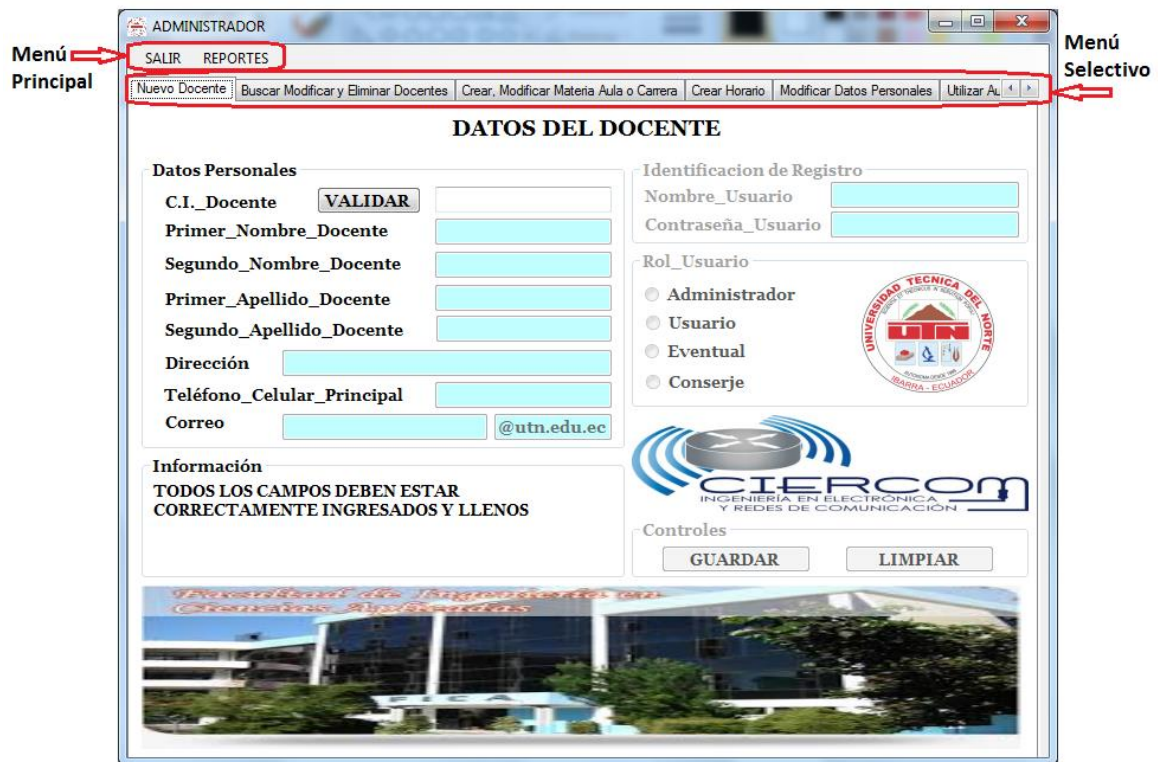 ADMINISTRADOR
Menú
Principal
SALIR REPORTES
Menú
Selectivo
Nuevo Docente Buscar Modificar y Eliminar Docentes Crear, Modificar Materia Aula o Carrera Crear Horario Modificar Datos Personales Utilizar Au
DATOS DEL DOCENTE
Datos Personales
C.I._Docente VALIDAR
Primer_Nombre_Docente
Segundo_Nombre_Docente
Primer_Apellido_Docente
Segundo_Apellido_Docente
Dirección
Teléfono_Celular_Principal
Correo @utn.edu.ec
Información
TODOS LOS CAMPOS DEBEN ESTAR
CORRECTAMENTE INGRESADOS Y LLENOS
Identificacion de Registro
Nombre_Usuario
Contraseña_Usuario
Rol_Usuario
Administrador
Usuario
Eventual
Conserje
UNIVERSIDAD TECNICA DEL NORTE
UTN
IBARRA - ECUADOR
CIERCOM
INGENIERÍA EN ELECTRÓNICA
Y REDES DE COMUNICACIÓN
Controles
GUARDAR LIMPIAR
Facultad de Ingenieria en
Ciencias Aplicadas
F I C A